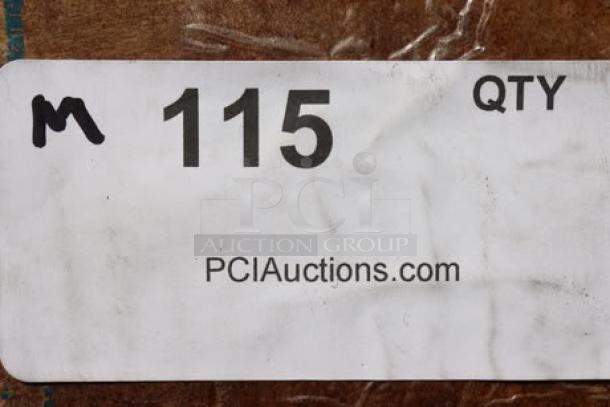 M 115 QTY
PCI
AUCTION GROUP
PCIAuctions.com